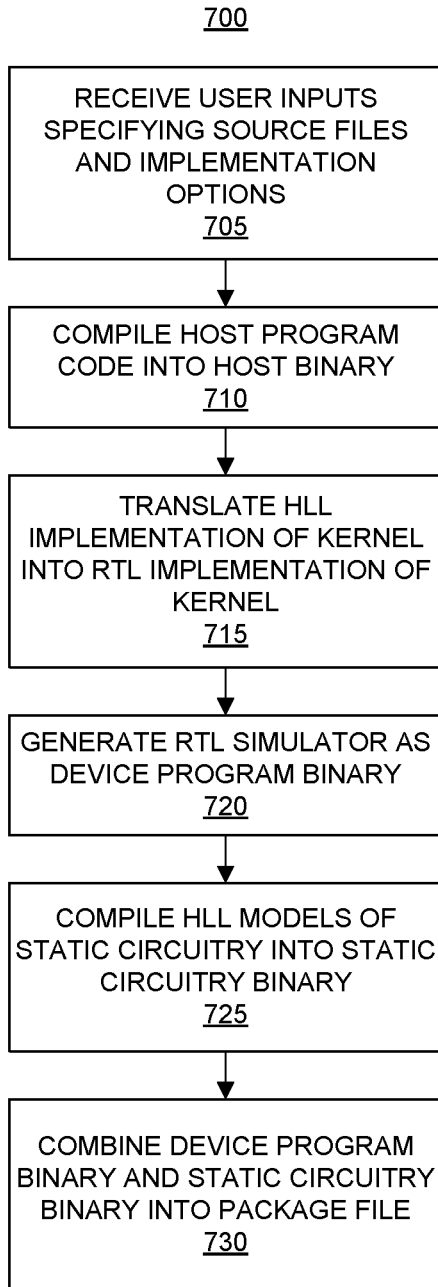 700
RECEIVE USER INPUTS
SPECIFYING SOURCE FILES
AND IMPLEMENTATION
OPTIONS
705
COMPILE HOST PROGRAM
CODE INTO HOST BINARY
710
TRANSLATE HLL
IMPLEMENTATION OF KERNEL
INTO RTL IMPLEMENTATION OF
KERNEL
715
GENERATE RTL SIMULATOR AS
DEVICE PROGRAM BINARY
720
COMPILE HLL MODELS OF
STATIC CIRCUITRY INTO STATIC
CIRCUITRY BINARY
725
COMBINE DEVICE PROGRAM
BINARY AND STATIC CIRCUITRY
BINARY INTO PACKAGE FILE
730